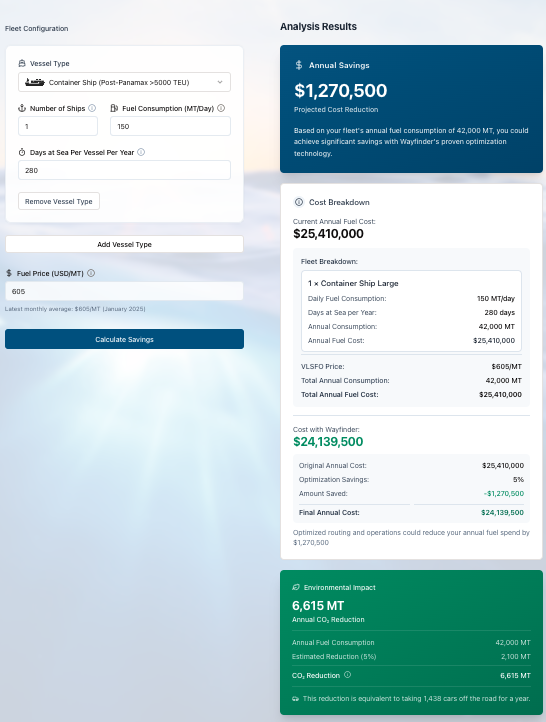 Fleet Configuration
Vessel Type
Container Ship (Post-Panamax >5000 TEU)
Number of Ships
Fuel Consumption (MT/Day)
1
150
Days at Sea Per Vessel Per Year
280
Remove Vessel Type
Add Vessel Type
Fuel Price (USD/MT)
605
Latest monthly average: $605/MT (January 2025)
Calculate Savings
Analysis Results
Annual Savings
$1,270,500
Projected Cost Reduction
Based on your fleet's annual fuel consumption of 42,000 MT, you could
achieve significant savings with Wayfinder's proven optimization
technology.
Cost Breakdown
Current Annual Fuel Cost:
$25,410,000
Fleet Breakdown:
1 × Container Ship Large
Daily Fuel Consumption: 150 MT/day
Days at Sea per Year: 280 days
Annual Consumption: 42,000 MT
Annual Fuel Cost: $25,410,000
VLSFO Price: $605/MT
Total Annual Consumption: 42,000 MT
Total Annual Fuel Cost: $25,410,000
Cost with Wayfinder:
$24,139,500
Original Annual Cost: $25,410,000
Optimization Savings: 5%
Amount Saved: -$1,270,500
Final Annual Cost: $24,139,500
Optimized routing and operations could reduce your annual fuel spend by
$1,270,500
Environmental Impact
6,615 MT
Annual CO₂ Reduction
Annual Fuel Consumption 42,000 MT
Estimated Reduction (5%) 2,100 MT
CO₂ Reduction 6,615 MT
This reduction is equivalent to taking 1,438 cars off the road for a year.